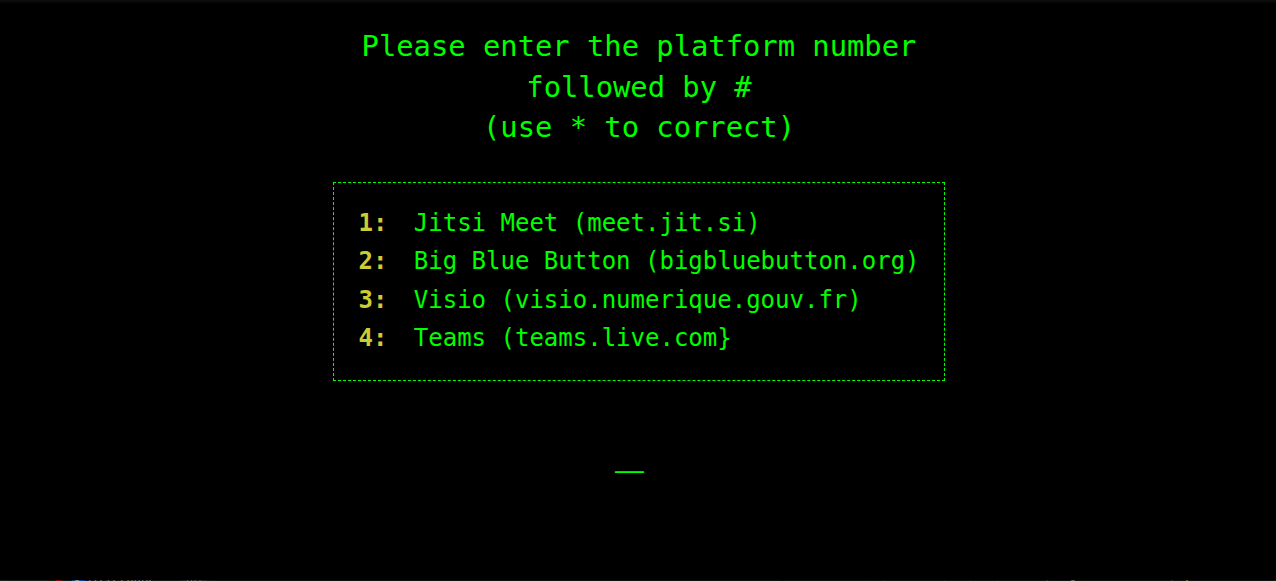 Please enter the platform number
followed by #
(use * to correct)
1: Jitsi Meet (meet.jit.si)
2: Big Blue Button (bigbluebutton.org)
3: Visio (visio.numerique.gouv.fr)
4: Teams (teams.live.com}